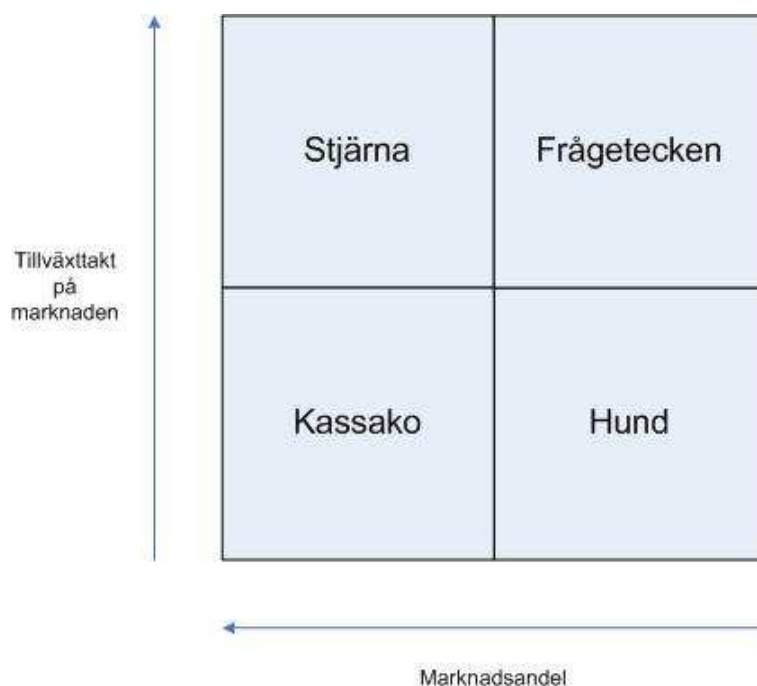 Stjärna
Frågetecken
Tillväxttakt
på
marknaden
Kassako
Hund
Marknadsandel